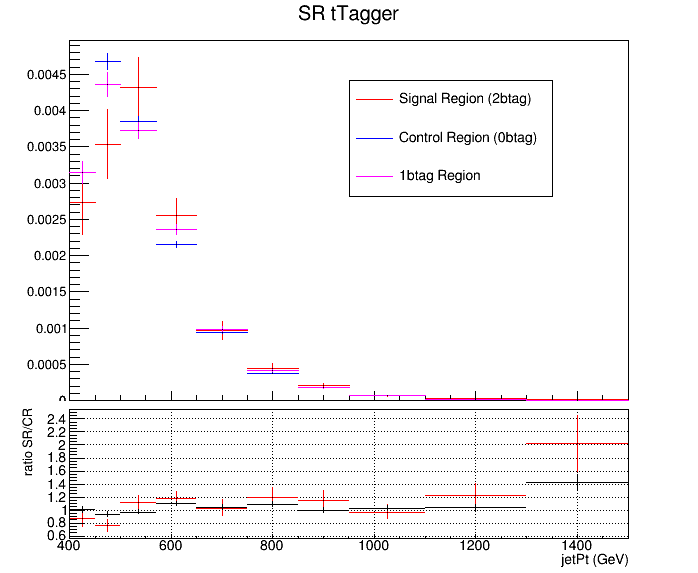 SR tTagger
0.0045
0.004
0.0035
0.003
0.0025
0.002
0.0015
0.001
0.0005
0
Signal Region (2btag)
Control Region (0btag)
1btag Region
ratio SR/CR
2.4
2.2
2
1.8
1.6
1.4
1.2
1
0.8
0.6
400 600 800 1000 1200 1400
jetPt (GeV)